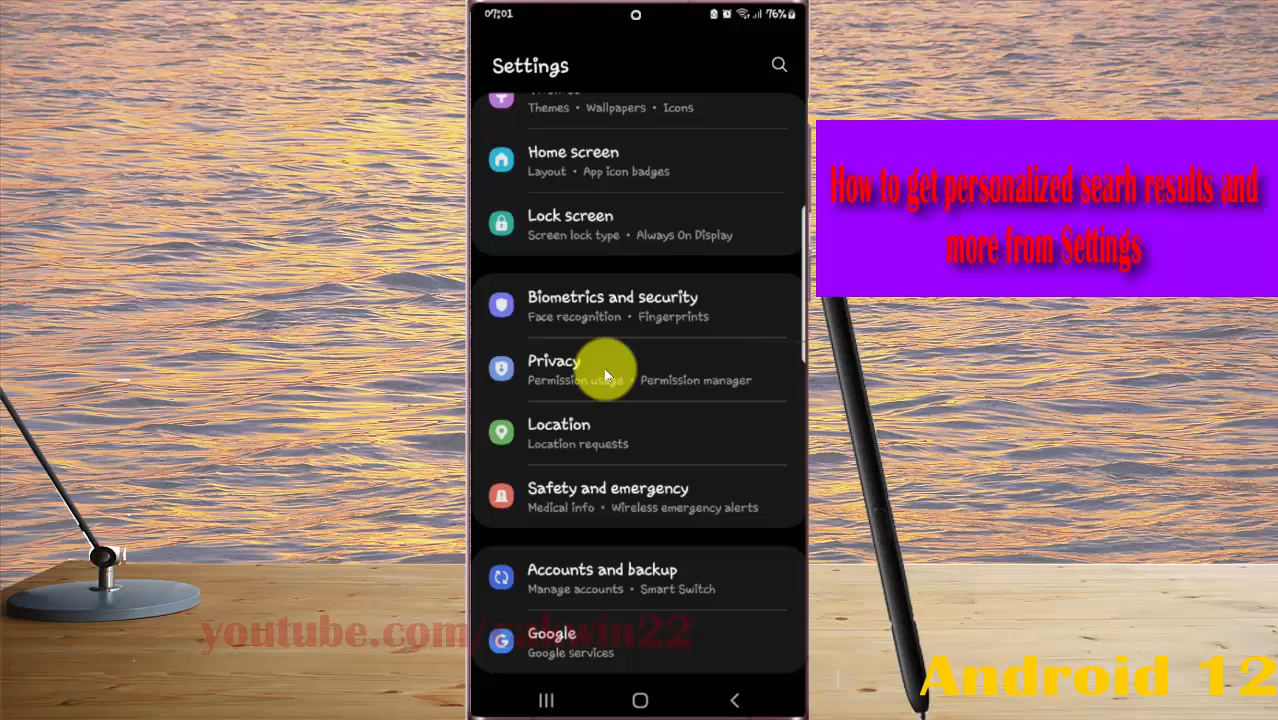 07:01
76%
Settings
Themes • Wallpapers • Icons
Home screen
Layout • App icon badges
Lock screen
Screen lock type • Always On Display
Biometrics and security
Face recognition • Fingerprints
Privacy
Permission usage • Permission manager
Location
Location requests
Safety and emergency
Medical info • Wireless emergency alerts
Accounts and backup
Manage accounts • Smart Switch
Google
Google services
How to get personalized searh results and
more from Settings
Android 12